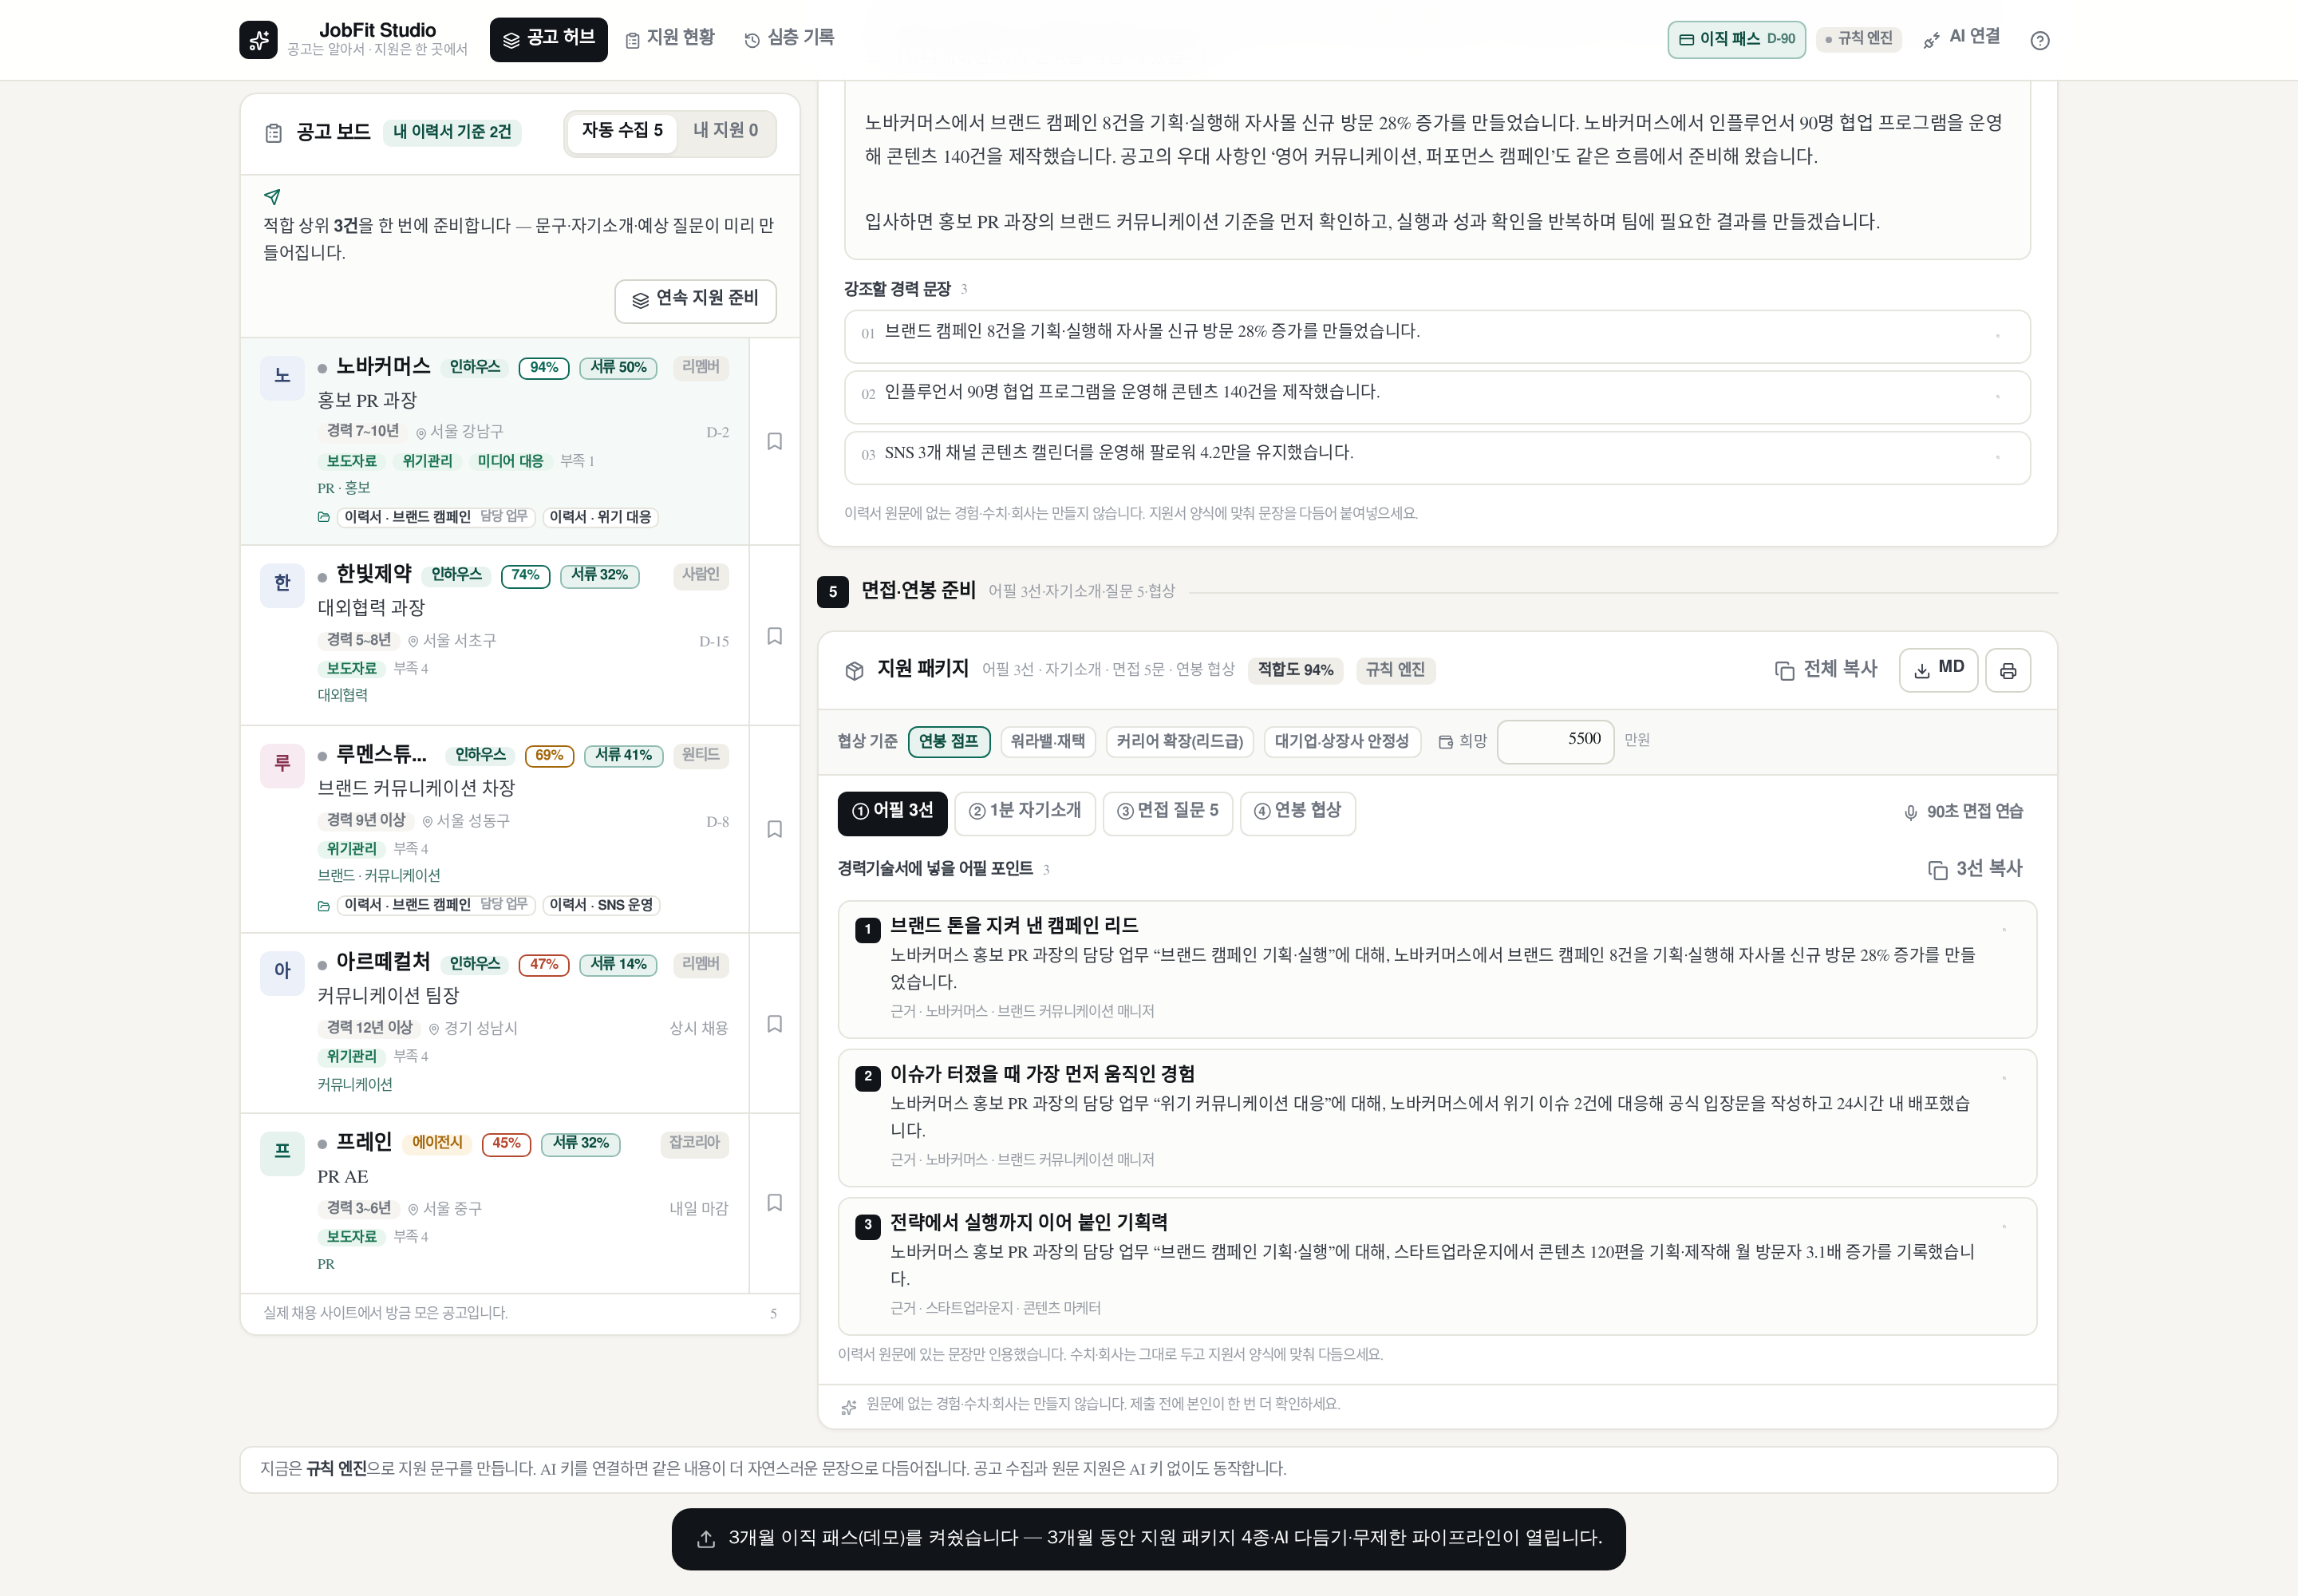 JobFit Studio
공고는 알아서 · 지원은 한 곳에서
공고 허브
지원 현황
심층 기록
이직 패스 D-90
규칙 엔진
AI 연결
공고 보드
내 이력서 기준 2건
자동 수집 5
내 지원 0
적합 상위 3건을 한 번에 준비합니다 — 문구·자기소개·예상 질문이 미리 만
들어집니다.
연속 지원 준비
노
노바커머스 인하우스 94% 서류 50% 리멤버
홍보 PR 과장
경력 7~10년 서울 강남구 D-2
보도자료 위기관리 미디어 대응 부족 1
PR · 홍보
이력서 · 브랜드 캠페인 담당 업무 이력서 · 위기 대응
한
한빛제약 인하우스 74% 서류 32% 사람인
대외협력 과장
경력 5~8년 서울 서초구 D-15
보도자료 부족 4
대외협력
루
루멘스튜... 인하우스 69% 서류 41% 원티드
브랜드 커뮤니케이션 차장
경력 9년 이상 서울 성동구 D-8
위기관리 부족 4
브랜드 · 커뮤니케이션
이력서 · 브랜드 캠페인 담당 업무 이력서 · SNS 운영
아
아르떼컬처 인하우스 47% 서류 14% 리멤버
커뮤니케이션 팀장
경력 12년 이상 경기 성남시 상시 채용
위기관리 부족 4
커뮤니케이션
프
프레인 에이전시 45% 서류 32% 잡코리아
PR AE
경력 3~6년 서울 중구 내일 마감
보도자료 부족 4
PR
실제 채용 사이트에서 방금 모은 공고입니다. 5
노바커머스에서 브랜드 캠페인 8건을 기획·실행해 자사몰 신규 방문 28% 증가를 만들었습니다. 노바커머스에서 인플루언서 90명 협업 프로그램을 운영
해 콘텐츠 140건을 제작했습니다. 공고의 우대 사항인 ‘영어 커뮤니케이션, 퍼포먼스 캠페인’도 같은 흐름에서 준비해 왔습니다.
입사하면 홍보 PR 과장의 브랜드 커뮤니케이션 기준을 먼저 확인하고, 실행과 성과 확인을 반복하며 팀에 필요한 결과를 만들겠습니다.
강조할 경력 문장 3
01 브랜드 캠페인 8건을 기획·실행해 자사몰 신규 방문 28% 증가를 만들었습니다.
02 인플루언서 90명 협업 프로그램을 운영해 콘텐츠 140건을 제작했습니다.
03 SNS 3개 채널 콘텐츠 캘린더를 운영해 팔로워 4.2만을 유지했습니다.
이력서 원문에 없는 경험·수치·회사는 만들지 않습니다. 지원서 양식에 맞춰 문장을 다듬어 붙여넣으세요.
5 면접·연봉 준비 어필 3선·자기소개·질문 5·협상
지원 패키지 어필 3선 · 자기소개 · 면접 5문 · 연봉 협상 적합도 94% 규칙 엔진 전체 복사 MD
협상 기준 연봉 점프 워라밸·재택 커리어 확장(리드급) 대기업·상장사 안정성 희망 5500 만원
① 어필 3선 ② 1분 자기소개 ③ 면접 질문 5 ④ 연봉 협상 90초 면접 연습
경력기술서에 넣을 어필 포인트 3 3선 복사
1 브랜드 톤을 지켜 낸 캠페인 리드
노바커머스 홍보 PR 과장의 담당 업무 “브랜드 캠페인 기획·실행”에 대해, 노바커머스에서 브랜드 캠페인 8건을 기획·실행해 자사몰 신규 방문 28% 증가를 만들
었습니다.
근거 · 노바커머스 · 브랜드 커뮤니케이션 매니저
2 이슈가 터졌을 때 가장 먼저 움직인 경험
노바커머스 홍보 PR 과장의 담당 업무 “위기 커뮤니케이션 대응”에 대해, 노바커머스에서 위기 이슈 2건에 대응해 공식 입장문을 작성하고 24시간 내 배포했습
니다.
근거 · 노바커머스 · 브랜드 커뮤니케이션 매니저
3 전략에서 실행까지 이어 붙인 기획력
노바커머스 홍보 PR 과장의 담당 업무 “브랜드 캠페인 기획·실행”에 대해, 스타트업라운지에서 콘텐츠 120편을 기획·제작해 월 방문자 3.1배 증가를 기록했습니
다.
근거 · 스타트업라운지 · 콘텐츠 마케터
이력서 원문에 있는 문장만 인용했습니다. 수치·회사는 그대로 두고 지원서 양식에 맞춰 다듬으세요.
원문에 없는 경험·수치·회사는 만들지 않습니다. 제출 전에 본인이 한 번 더 확인하세요.
지금은 규칙 엔진으로 지원 문구를 만듭니다. AI 키를 연결하면 같은 내용이 더 자연스러운 문장으로 다듬어집니다. 공고 수집과 원문 지원은 AI 키 없이도 동작합니다.
3개월 이직 패스(데모)를 켜줬습니다 — 3개월 동안 지원 패키지 4종·AI 다듬기·무제한 파이프라인이 열립니다.